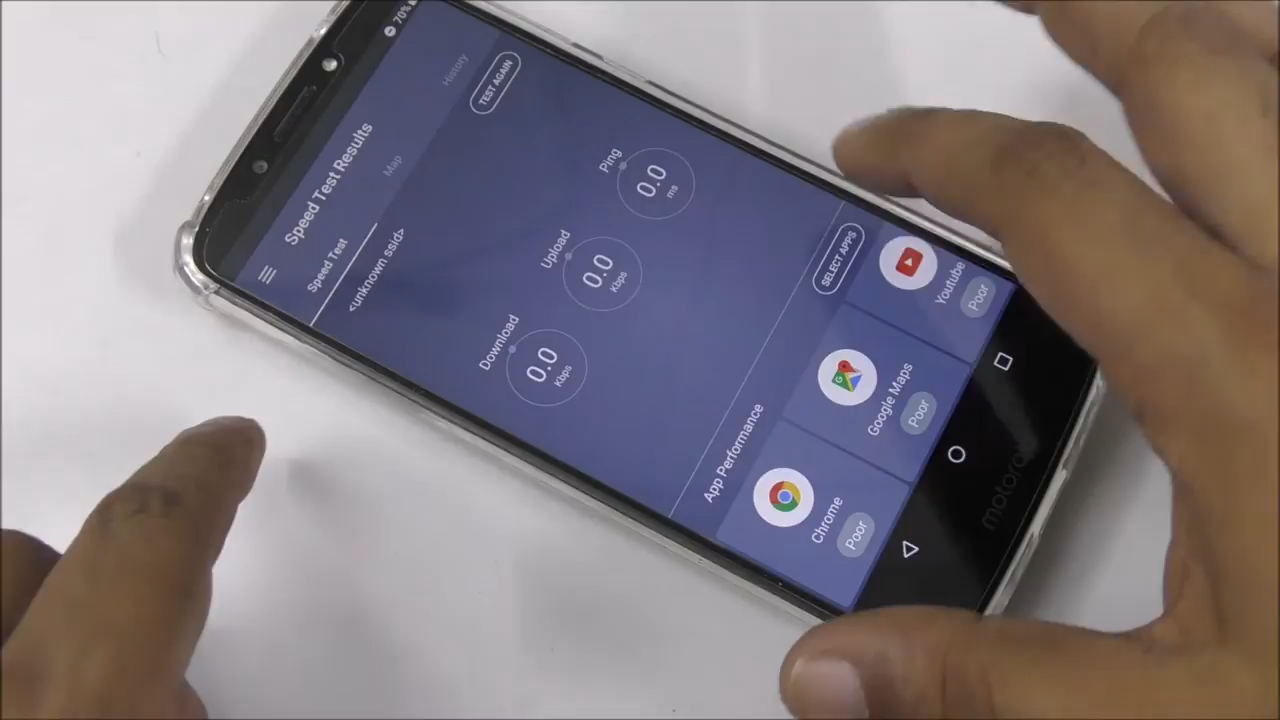 70%
Speed Test Results
Speed Test
Map
History
<unknown ssid>
TEST AGAIN
Download
0.0
Kbps
Upload
0.0
Kbps
Ping
0.0
ms
App Performance
SELECT APPS
Chrome
Poor
Google Maps
Poor
Youtube
Poor
motorola